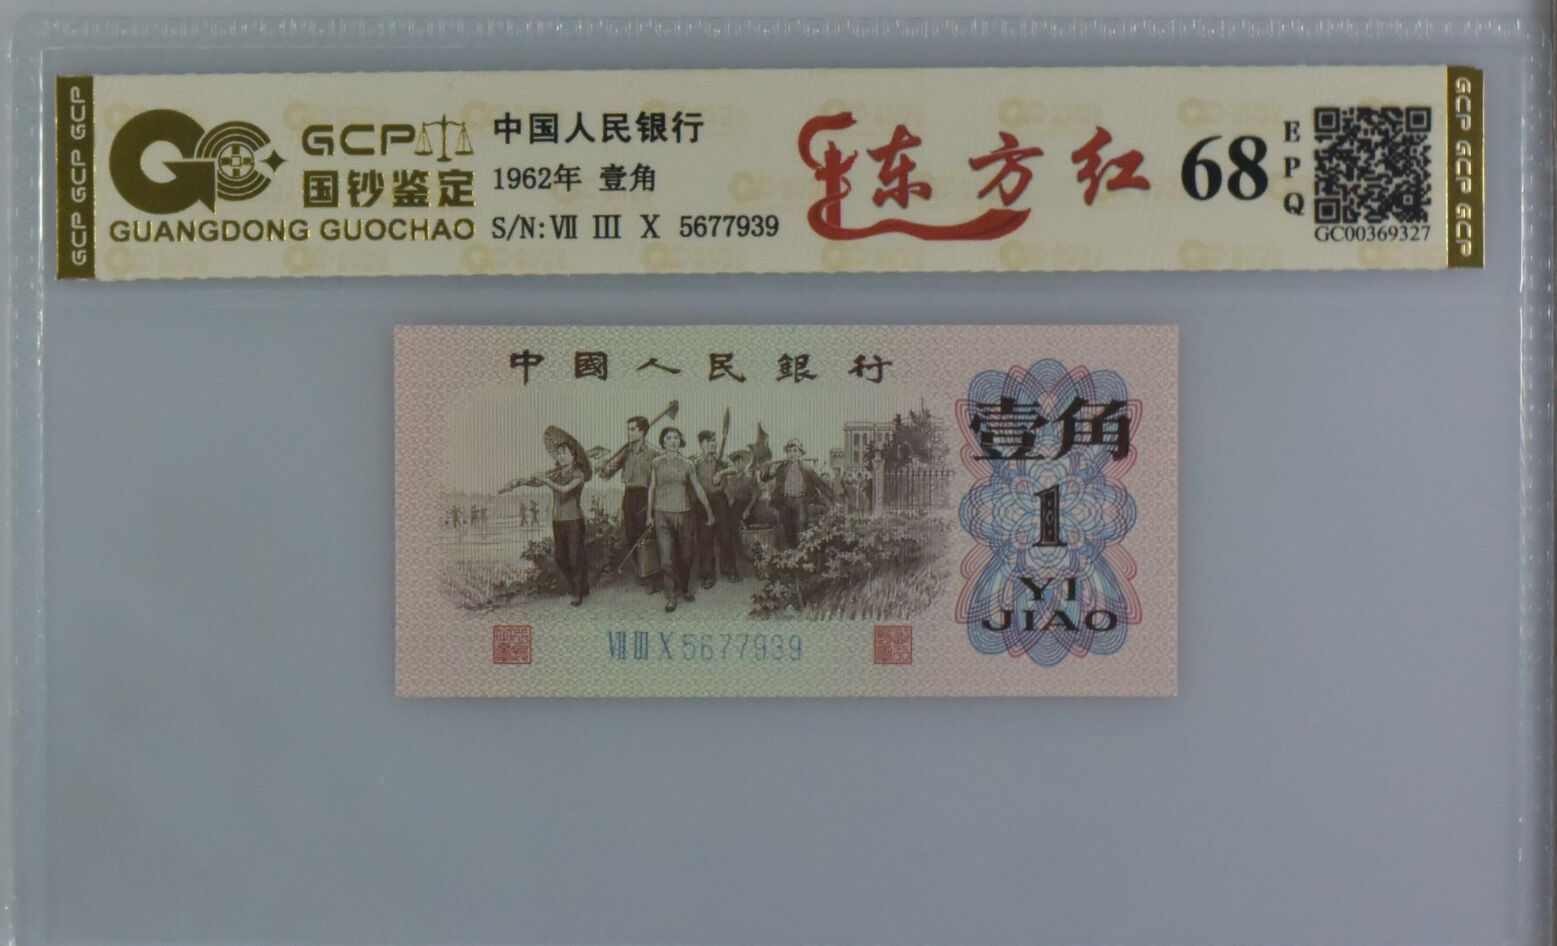 GCP GCP GCP
GCP
国钞鉴定
GUANGDONG GUOCHAO
中国人民银行
1962年 壹角
S/N: Ⅶ Ⅲ Ⅹ 5677939
东方红
68
EPQ
GC00369327
GCP GCP GCP
中國人民銀行
壹角
1
YI
JIAO
Ⅶ Ⅲ Ⅹ 5677939